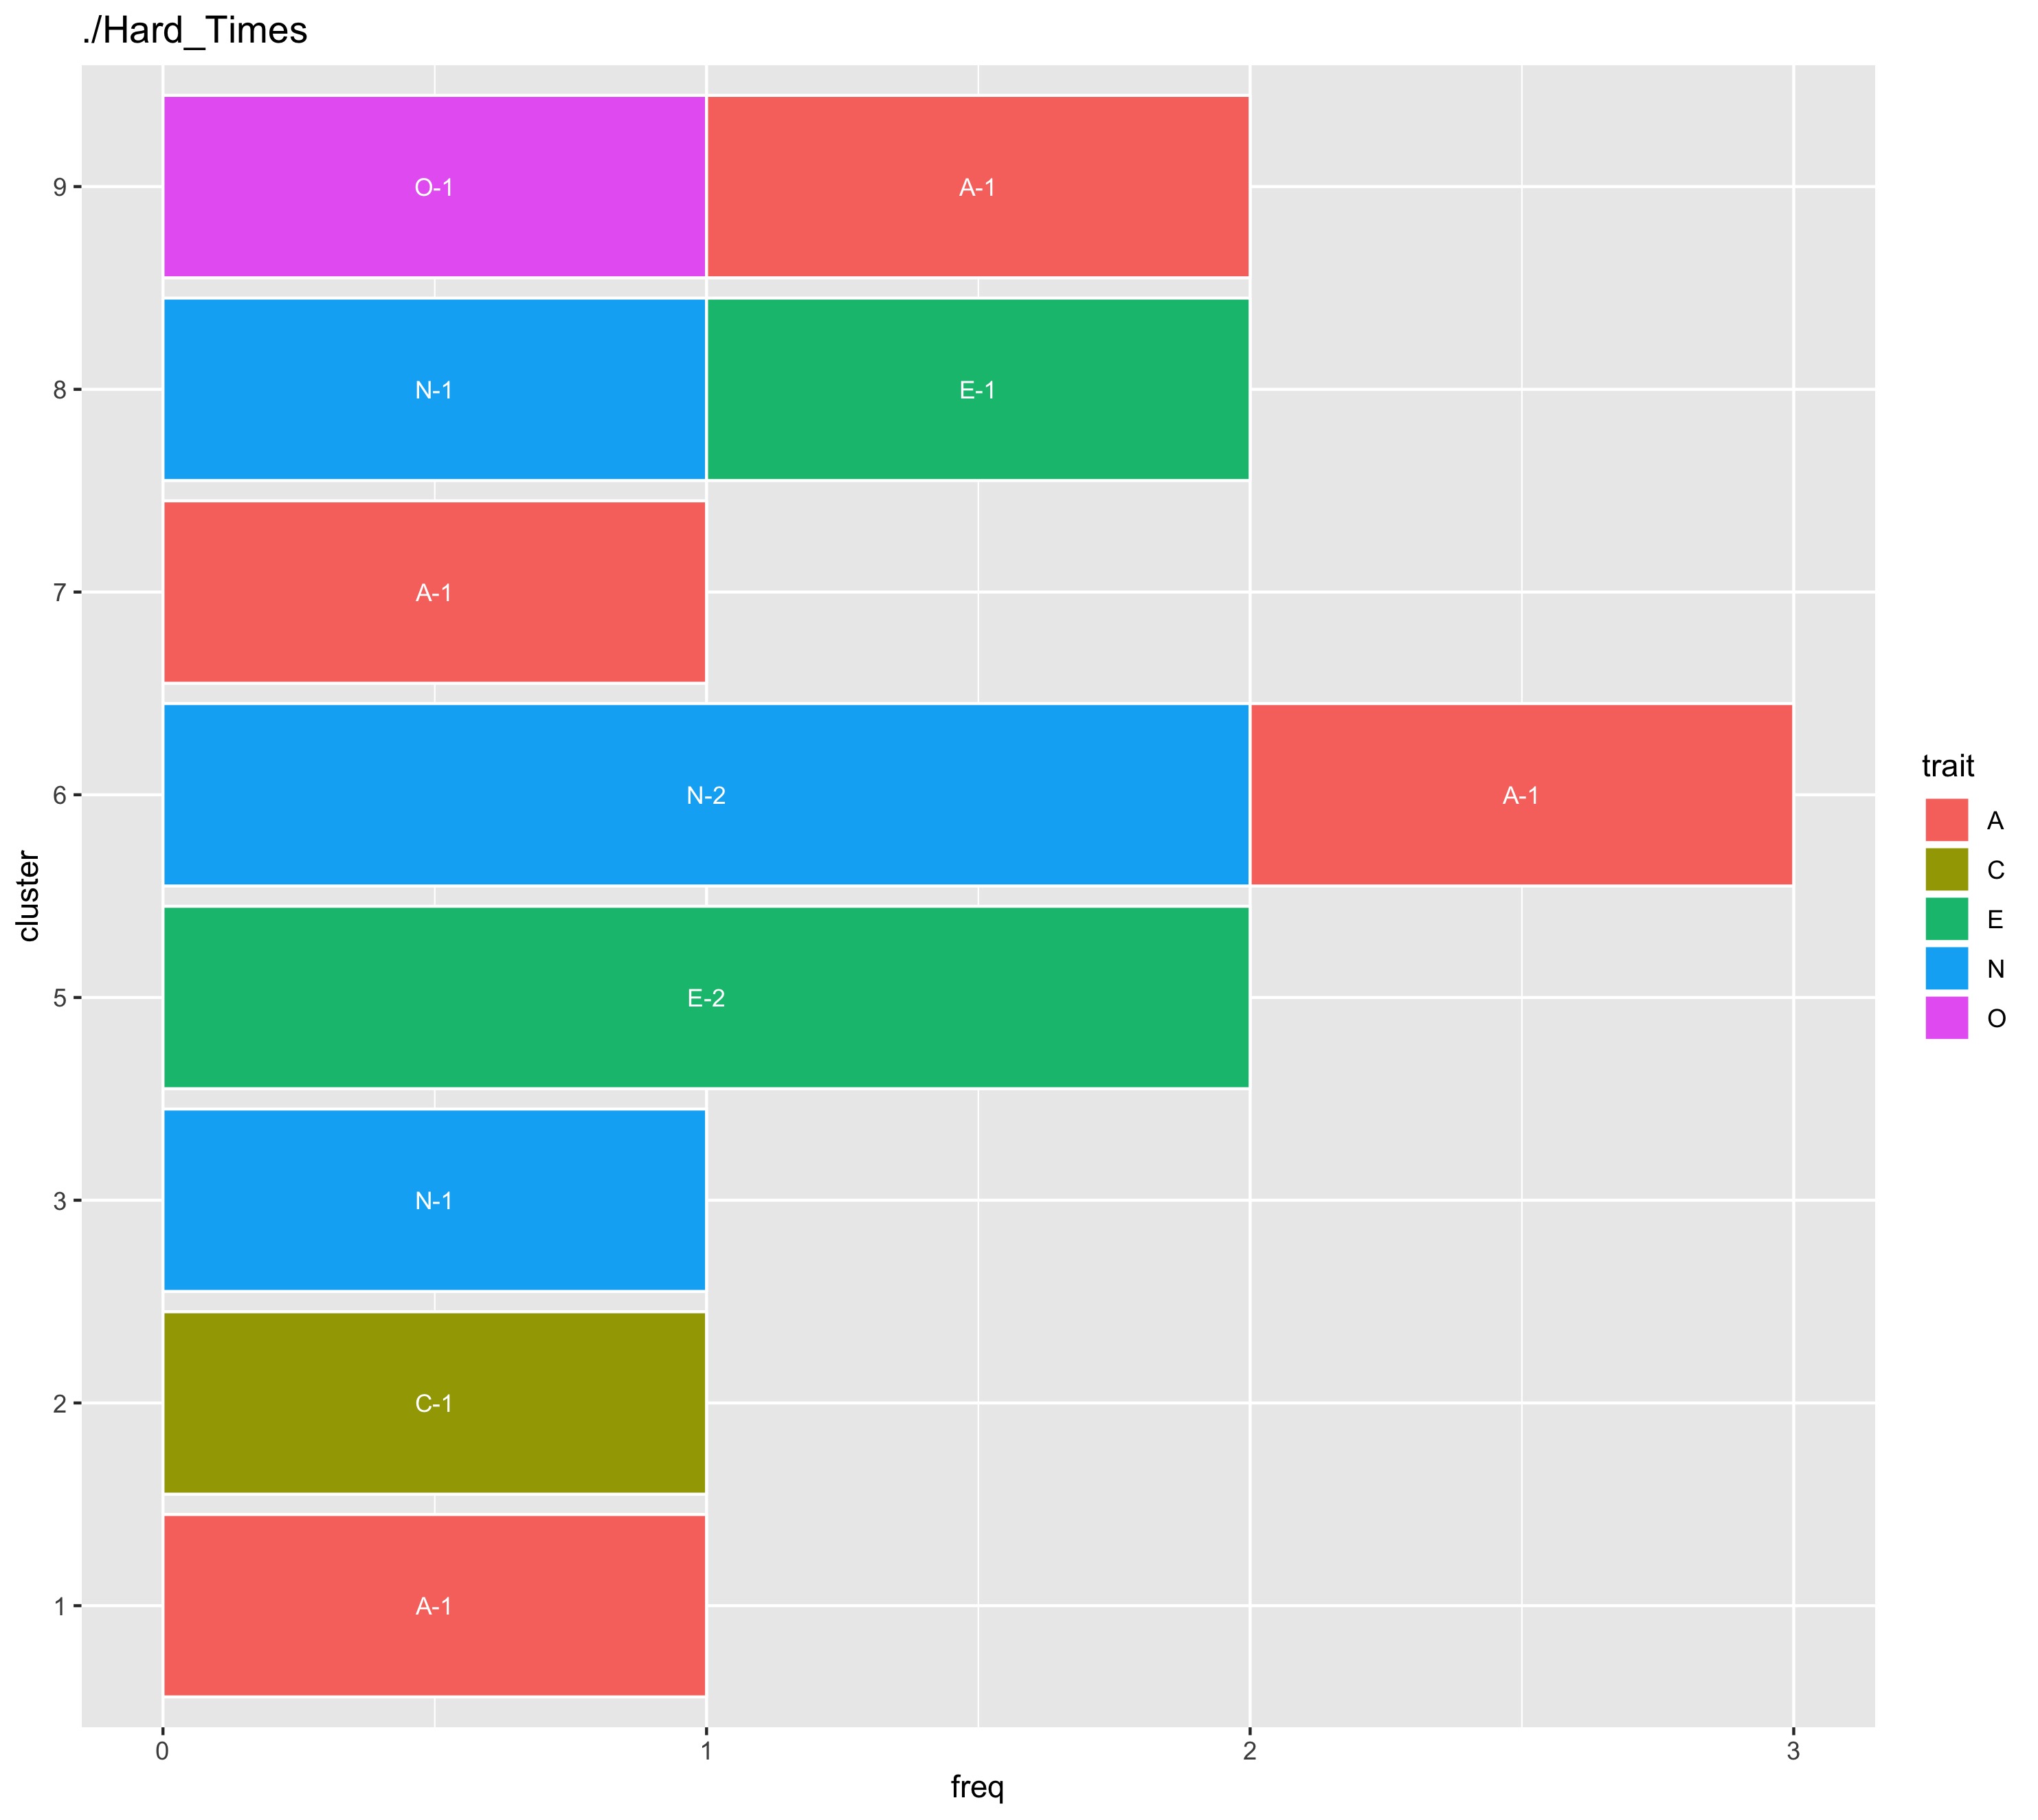 ./Hard_Times
cluster
9
O-1
A-1
8
N-1
E-1
7
A-1
6
N-2
A-1
5
E-2
3
N-1
2
C-1
1
A-1
0
1
2
3
freq
trait
A
C
E
N
O